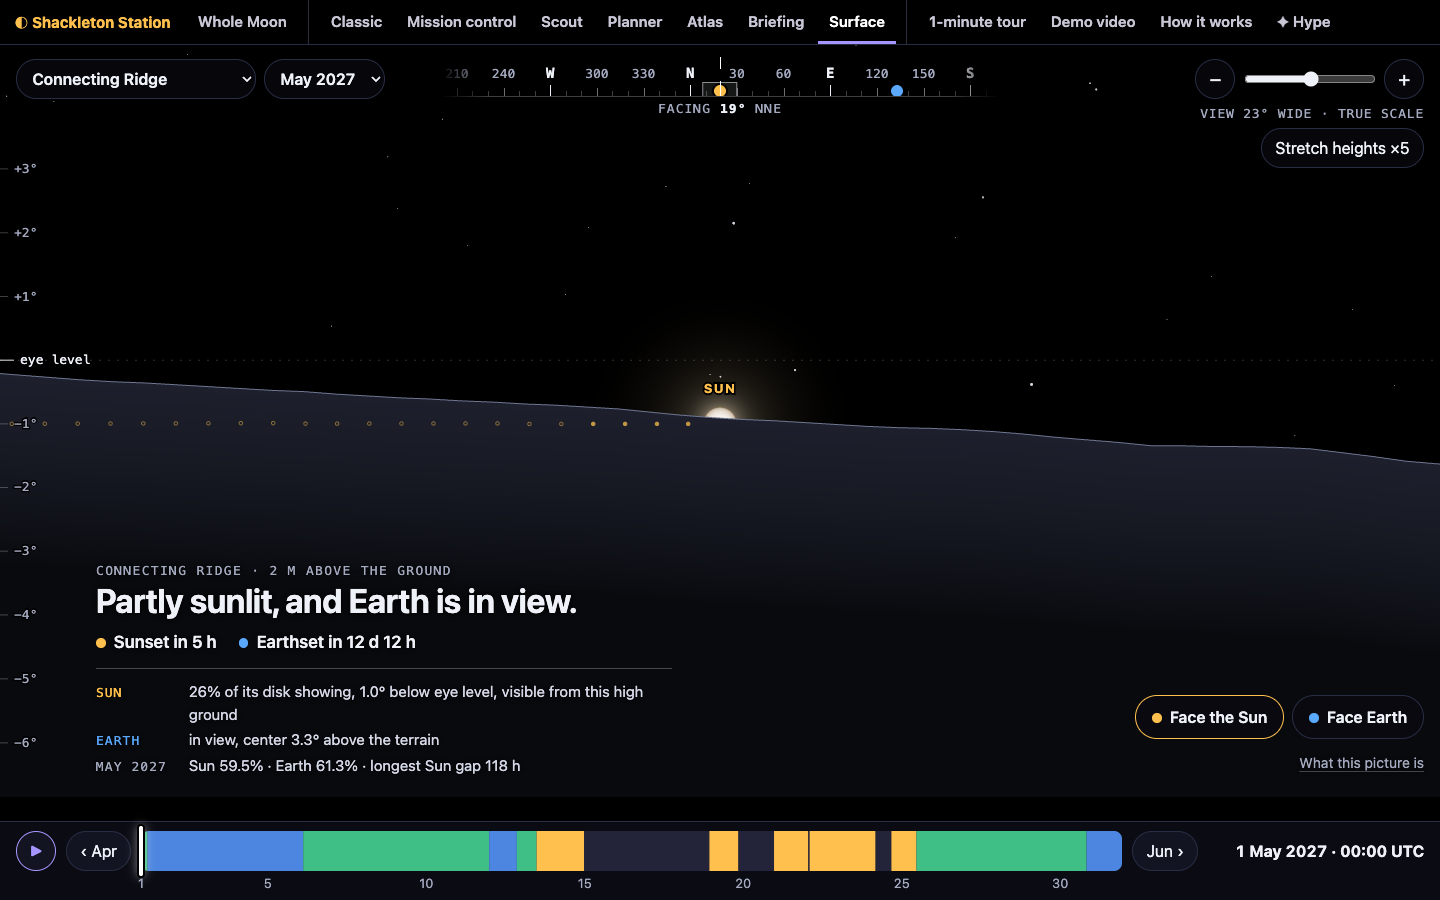 Shackleton Station Whole Moon Classic Mission control Scout Planner Atlas Briefing Surface 1-minute tour Demo video How it works ✦ Hype
Connecting Ridge May 2027
210 240 W 300 330 N 30 60 E 120 150 S
FACING 19° NNE
− +
VIEW 23° WIDE · TRUE SCALE
Stretch heights ×5
+3°
+2°
+1°
eye level
SUN
−1°
−2°
−3°
−4°
−5°
−6°
CONNECTING RIDGE · 2 M ABOVE THE GROUND
Partly sunlit, and Earth is in view.
Sunset in 5 h Earthset in 12 d 12 h
SUN 26% of its disk showing, 1.0° below eye level, visible from this high
ground
EARTH in view, center 3.3° above the terrain
MAY 2027 Sun 59.5% · Earth 61.3% · longest Sun gap 118 h
Face the Sun Face Earth
What this picture is
‹ Apr Jun › 1 May 2027 · 00:00 UTC
1 5 10 15 20 25 30